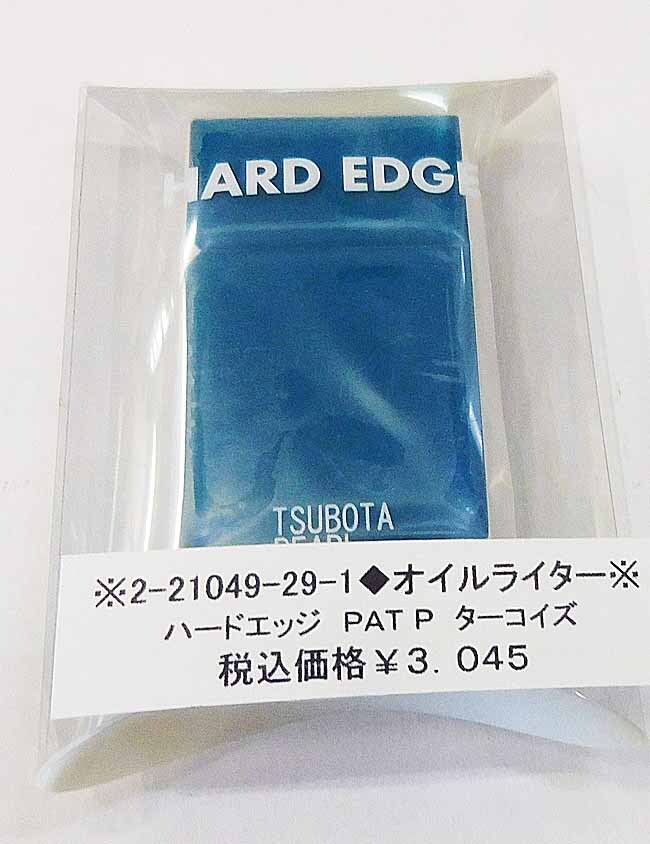 HARD EDGE
TSUBOTA
PEARL
※2-21049-29-1◆オイルライター※
ハードエッジ PAT P ターコイズ
税込価格￥3．045